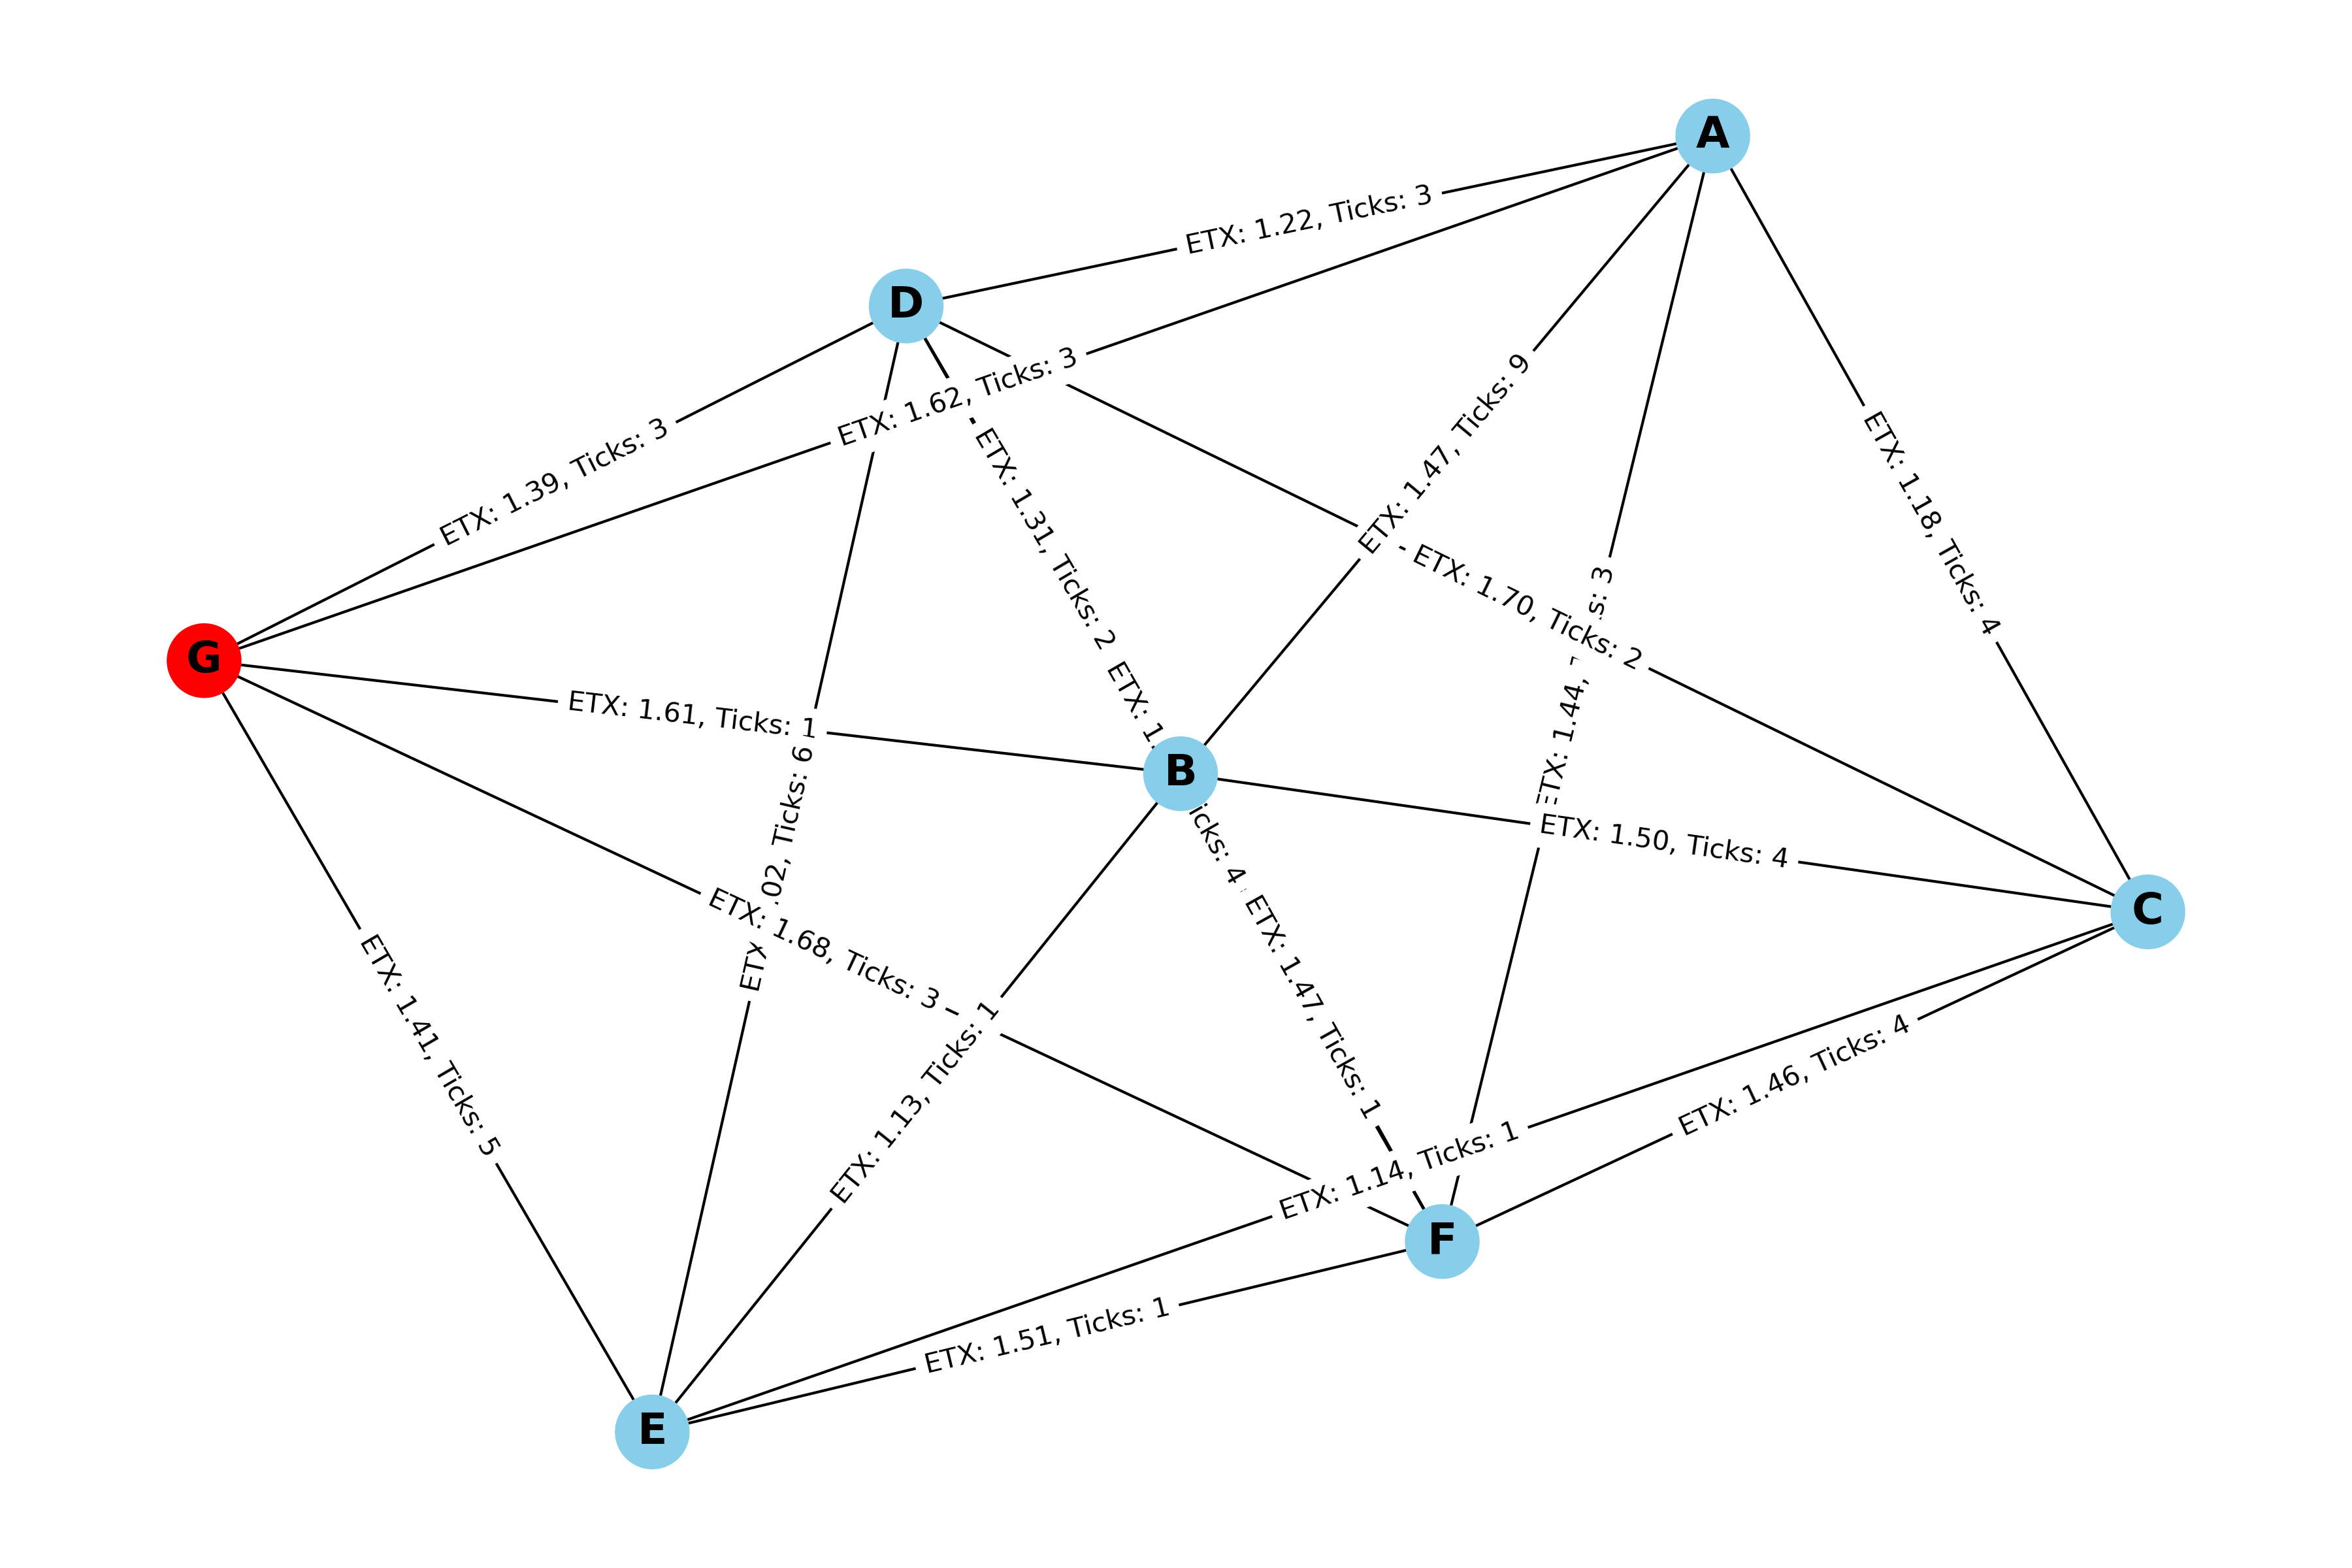 A
ETX: 1.22, Ticks: 3
D
ETX: 1.62, Ticks: 3
ETX: 1.47, Ticks: 9
ETX: 1.39, Ticks: 3
ETX: 1.18, Ticks: 4
ETX: 1.31, Ticks: 2
ETX: 1.70, Ticks: 2
G
ETX: 1.44, s: 3
ETX: 1.61, Ticks: 1
ETX: 1. icks: 4
B
ETX: 1.50, Ticks: 4
ETX .02, Ticks: 6
C
ETX: 1.68, Ticks: 3
ETX: 1.47, Ticks: 1
ETX: 1.41, Ticks: 5
ETX: 1.13, Ticks: 1
ETX: 1.46, Ticks: 4
ETX: 1.14, Ticks: 1
F
ETX: 1.51, Ticks: 1
E